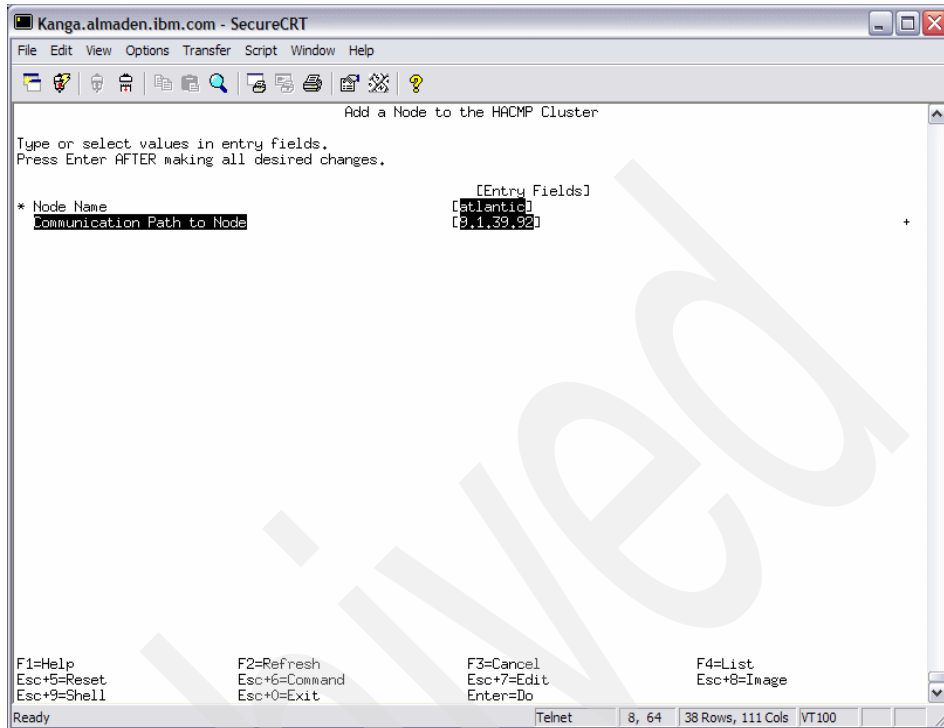 Kanga.almaden.ibm.com - SecureCRT
File Edit View Options Transfer Script Window Help
Add a Node to the HACMP Cluster
Type or select values in entry fields.
Press Enter AFTER making all desired changes.
[Entry Fields]
* Node Name [atlantic]
Communication Path to Node [9.1.39.92] +
F1=Help F2=Refresh F3=Cancel F4=List
Esc+5=Reset Esc+6=Command Esc+7=Edit Esc+8=Image
Esc+9=Shell Esc+0=Exit Enter=Do
Ready Telnet 8, 64 38 Rows, 111 Cols VT100
hived